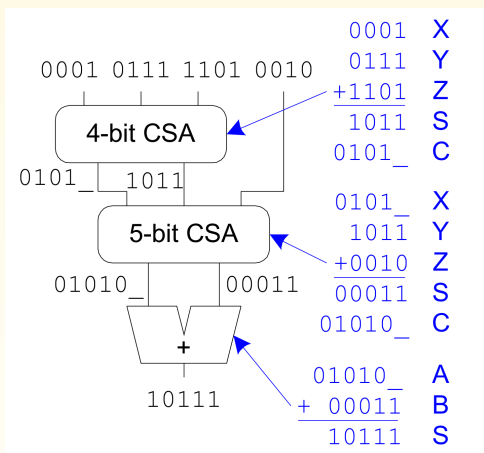 0001 0111 1101 0010
4-bit CSA
0101_ 1011
5-bit CSA
01010_ 00011
+
10111
0001 X
0111 Y
+1101 Z
1011 S
0101_ C
0101_ X
1011 Y
+0010 Z
00011 S
01010_ C
01010_ A
+ 00011 B
10111 S